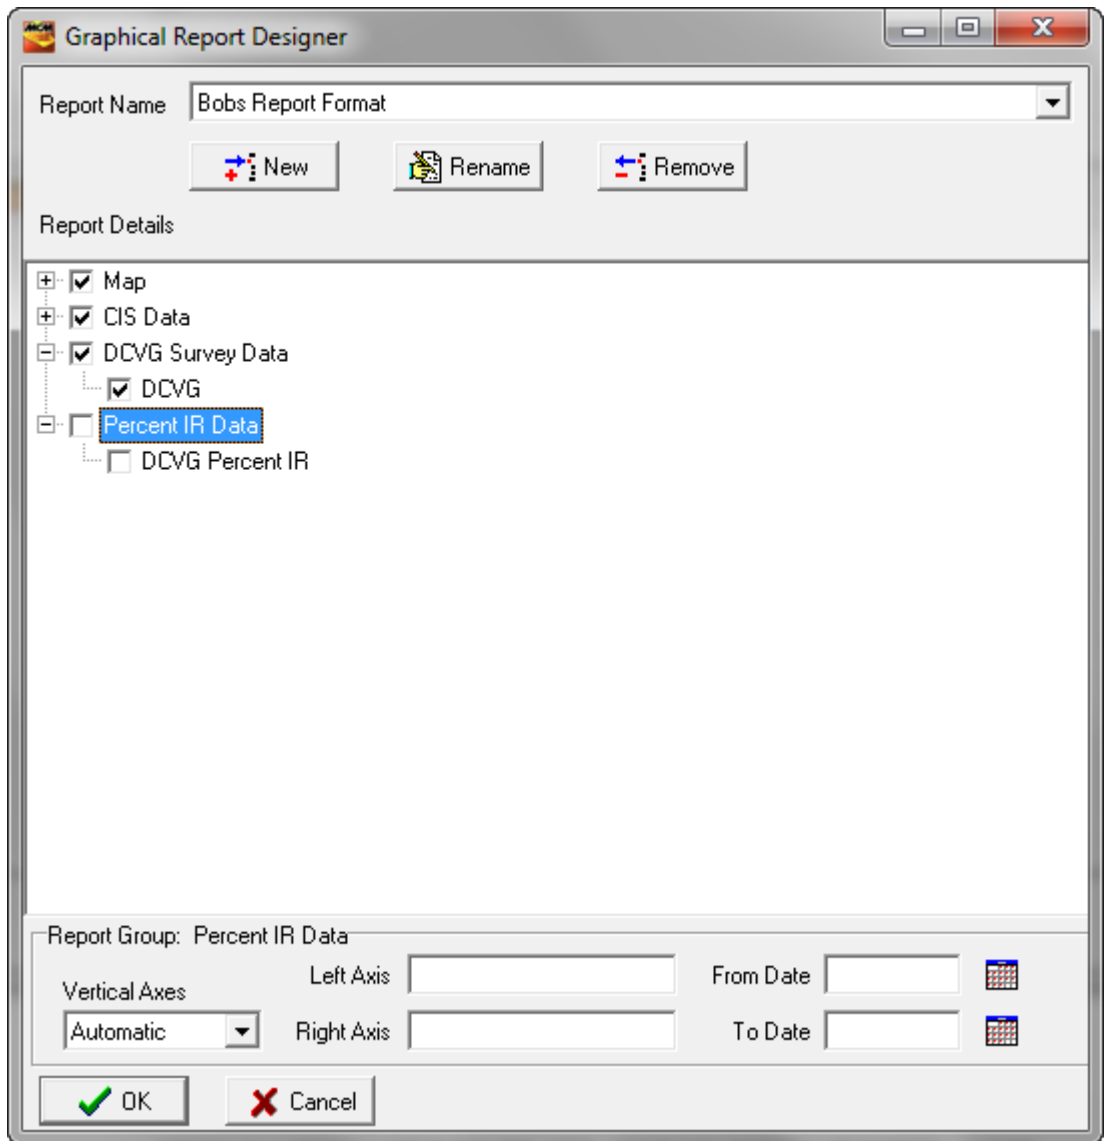 MCM
Graphical Report Designer
Report Name Bobs Report Format
New Rename Remove
Report Details
Map
CIS Data
DCVG Survey Data
DCVG
Percent IR Data
DCVG Percent IR
Report Group: Percent IR Data
Left Axis From Date
Vertical Axes
Automatic Right Axis To Date
OK Cancel